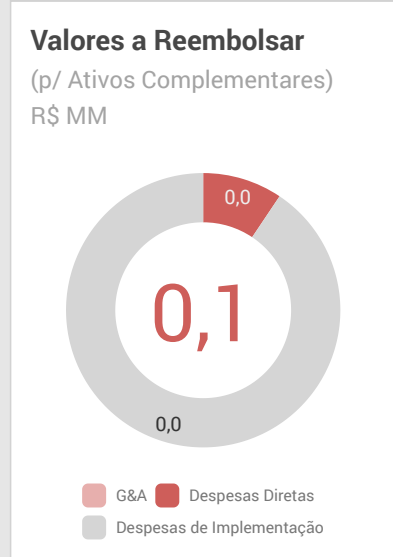 Valores a Reembolsar
(p/ Ativos Complementares)
R$ MM
0,0
0,1
0,0
G&A Despesas Diretas
Despesas de Implementação